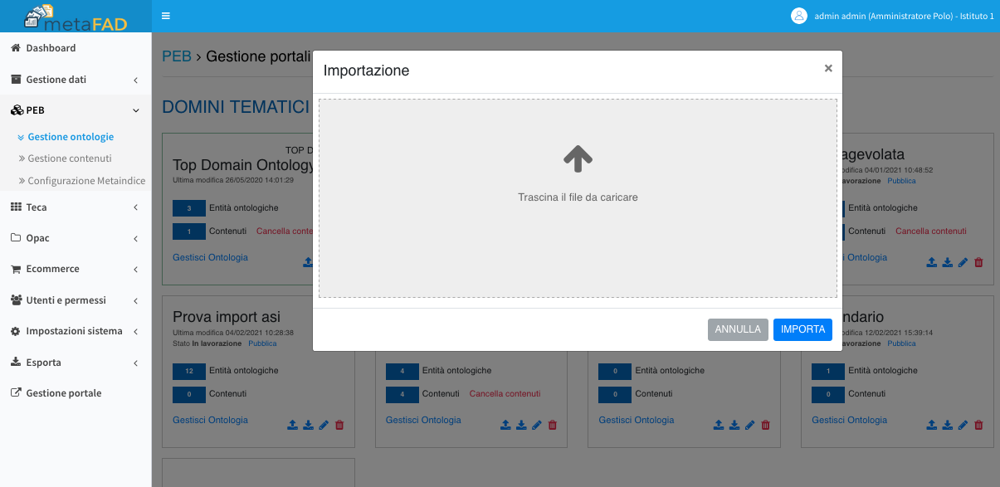 metaFAD
admin admin (Amministratore Polo) - Istituto 1
Dashboard
Gestione dati
PEB
Gestione ontologie
Gestione contenuti
Configurazione Metaindice
Teca
Opac
Ecommerce
Utenti e permessi
Impostazioni sistema
Esporta
Gestione portale
PEB > Gestione portali
DOMINI TEMATICI
Importazione
×
Trascina il file da caricare
ANNULLA IMPORTA
TOP D
Top Domain Ontology
Ultima modifica 26/05/2020 14:01:29
3 Entità ontologiche
1 Contenuti Cancella conte
Gestisci Ontologia
agevolata
odifica 04/01/2021 10:48:52
avorazione Pubblica
Entità ontologiche
Contenuti Cancella contenuti
i Ontologia
Prova import asi
Ultima modifica 04/02/2021 10:28:38
Stato In lavorazione Pubblica
12 Entità ontologiche
0 Contenuti
Gestisci Ontologia
4 Entità ontologiche
4 Contenuti Cancella contenuti
Gestisci Ontologia
0 Entità ontologiche
0 Contenuti
Gestisci Ontologia
ndario
odifica 12/02/2021 15:39:14
avorazione Pubblica
1 Entità ontologiche
0 Contenuti
Gestisci Ontologia